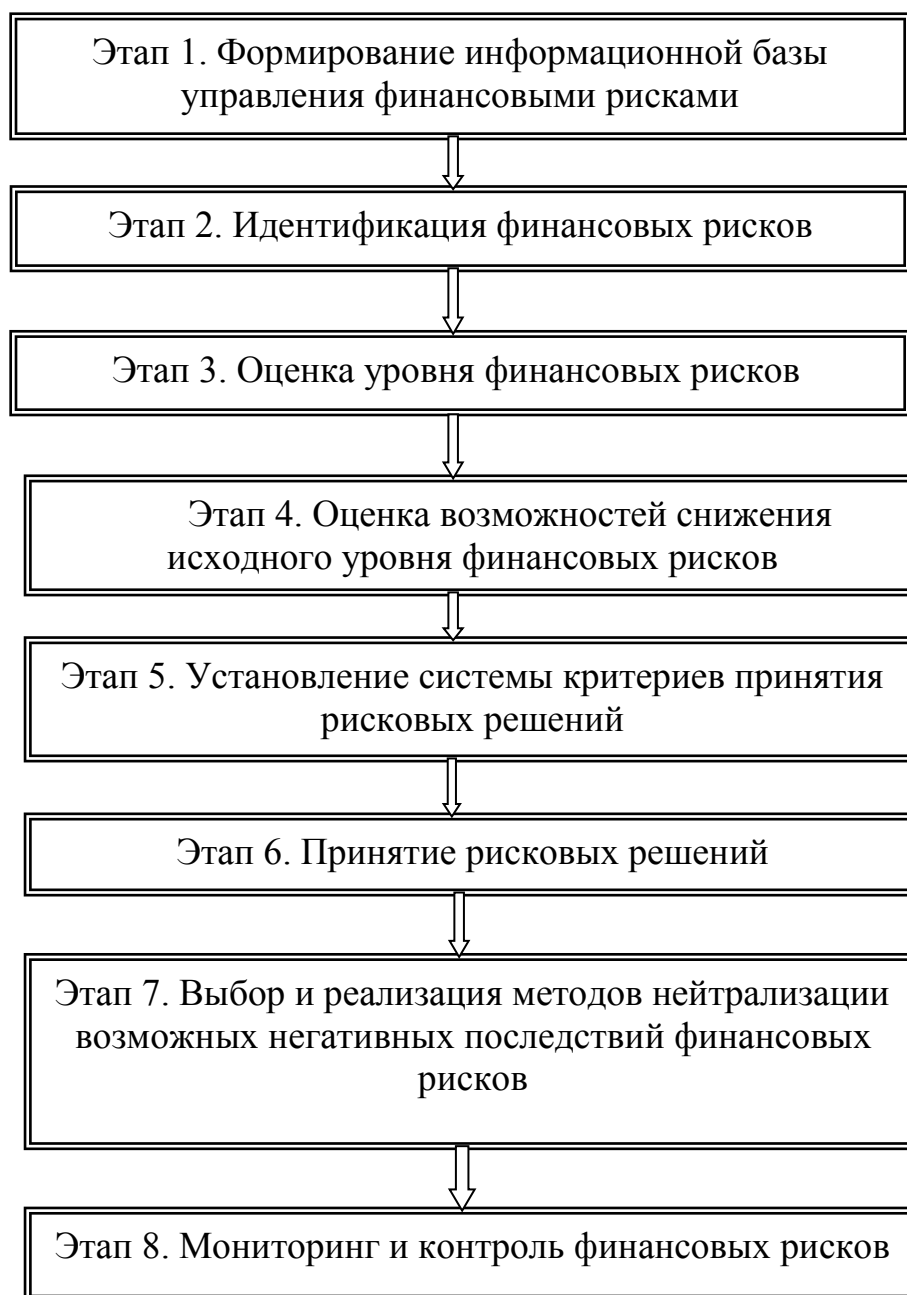 Этап 1. Формирование информационной базы
управления финансовыми рисками
Этап 2. Идентификация финансовых рисков
Этап 3. Оценка уровня финансовых рисков
Этап 4. Оценка возможностей снижения
исходного уровня финансовых рисков
Этап 5. Установление системы критериев принятия
рисковых решений
Этап 6. Принятие рисковых решений
Этап 7. Выбор и реализация методов нейтрализации
возможных негативных последствий финансовых
рисков
Этап 8. Мониторинг и контроль финансовых рисков